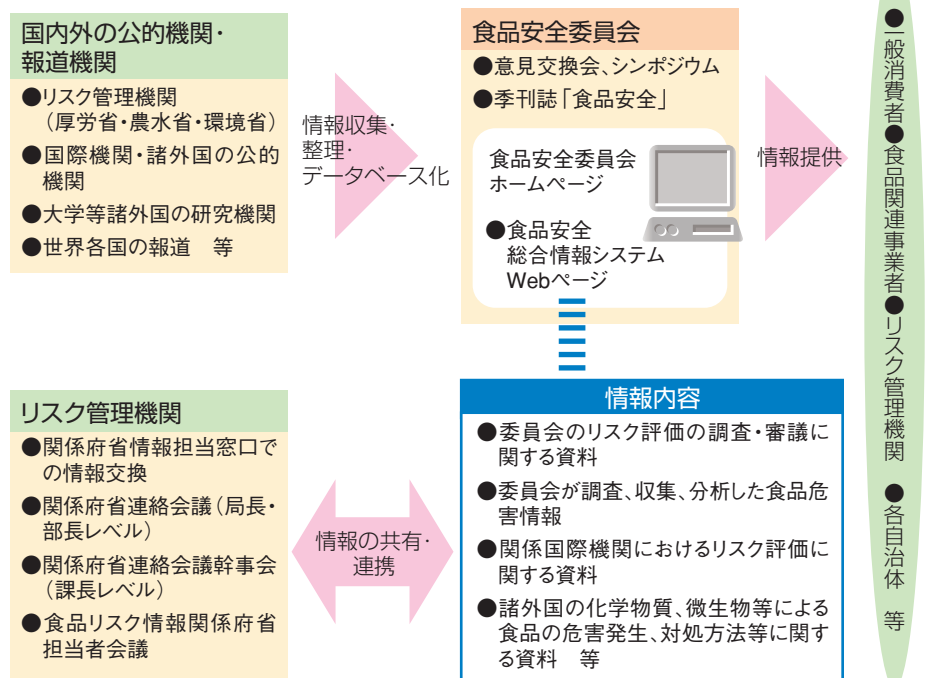 国内外の公的機関・
報道機関
●リスク管理機関
（厚労省・農水省・環境省）
●国際機関・諸外国の公的
機関
●大学等諸外国の研究機関
●世界各国の報道　等
情報収集・
整理・
データベース化
食品安全委員会
●意見交換会、シンポジウム
●季刊誌「食品安全」
食品安全委員会
ホームページ
●食品安全
総合情報システム
Webページ
情報提供
●一般消費者●食品関連事業者●リスク管理機関　●各自治体　等
リスク管理機関
●関係府省情報担当窓口で
の情報交換
●関係府省連絡会議（局長・
部長レベル）
●関係府省連絡会議幹事会
（課長レベル）
●食品リスク情報関係府省
担当者会議
情報の共有・
連携
情報内容
●委員会のリスク評価の調査・審議に
関する資料
●委員会が調査、収集、分析した食品危
害情報
●関係国際機関におけるリスク評価に
関する資料
●諸外国の化学物質、微生物等による
食品の危害発生、対処方法等に関す
る資料　等